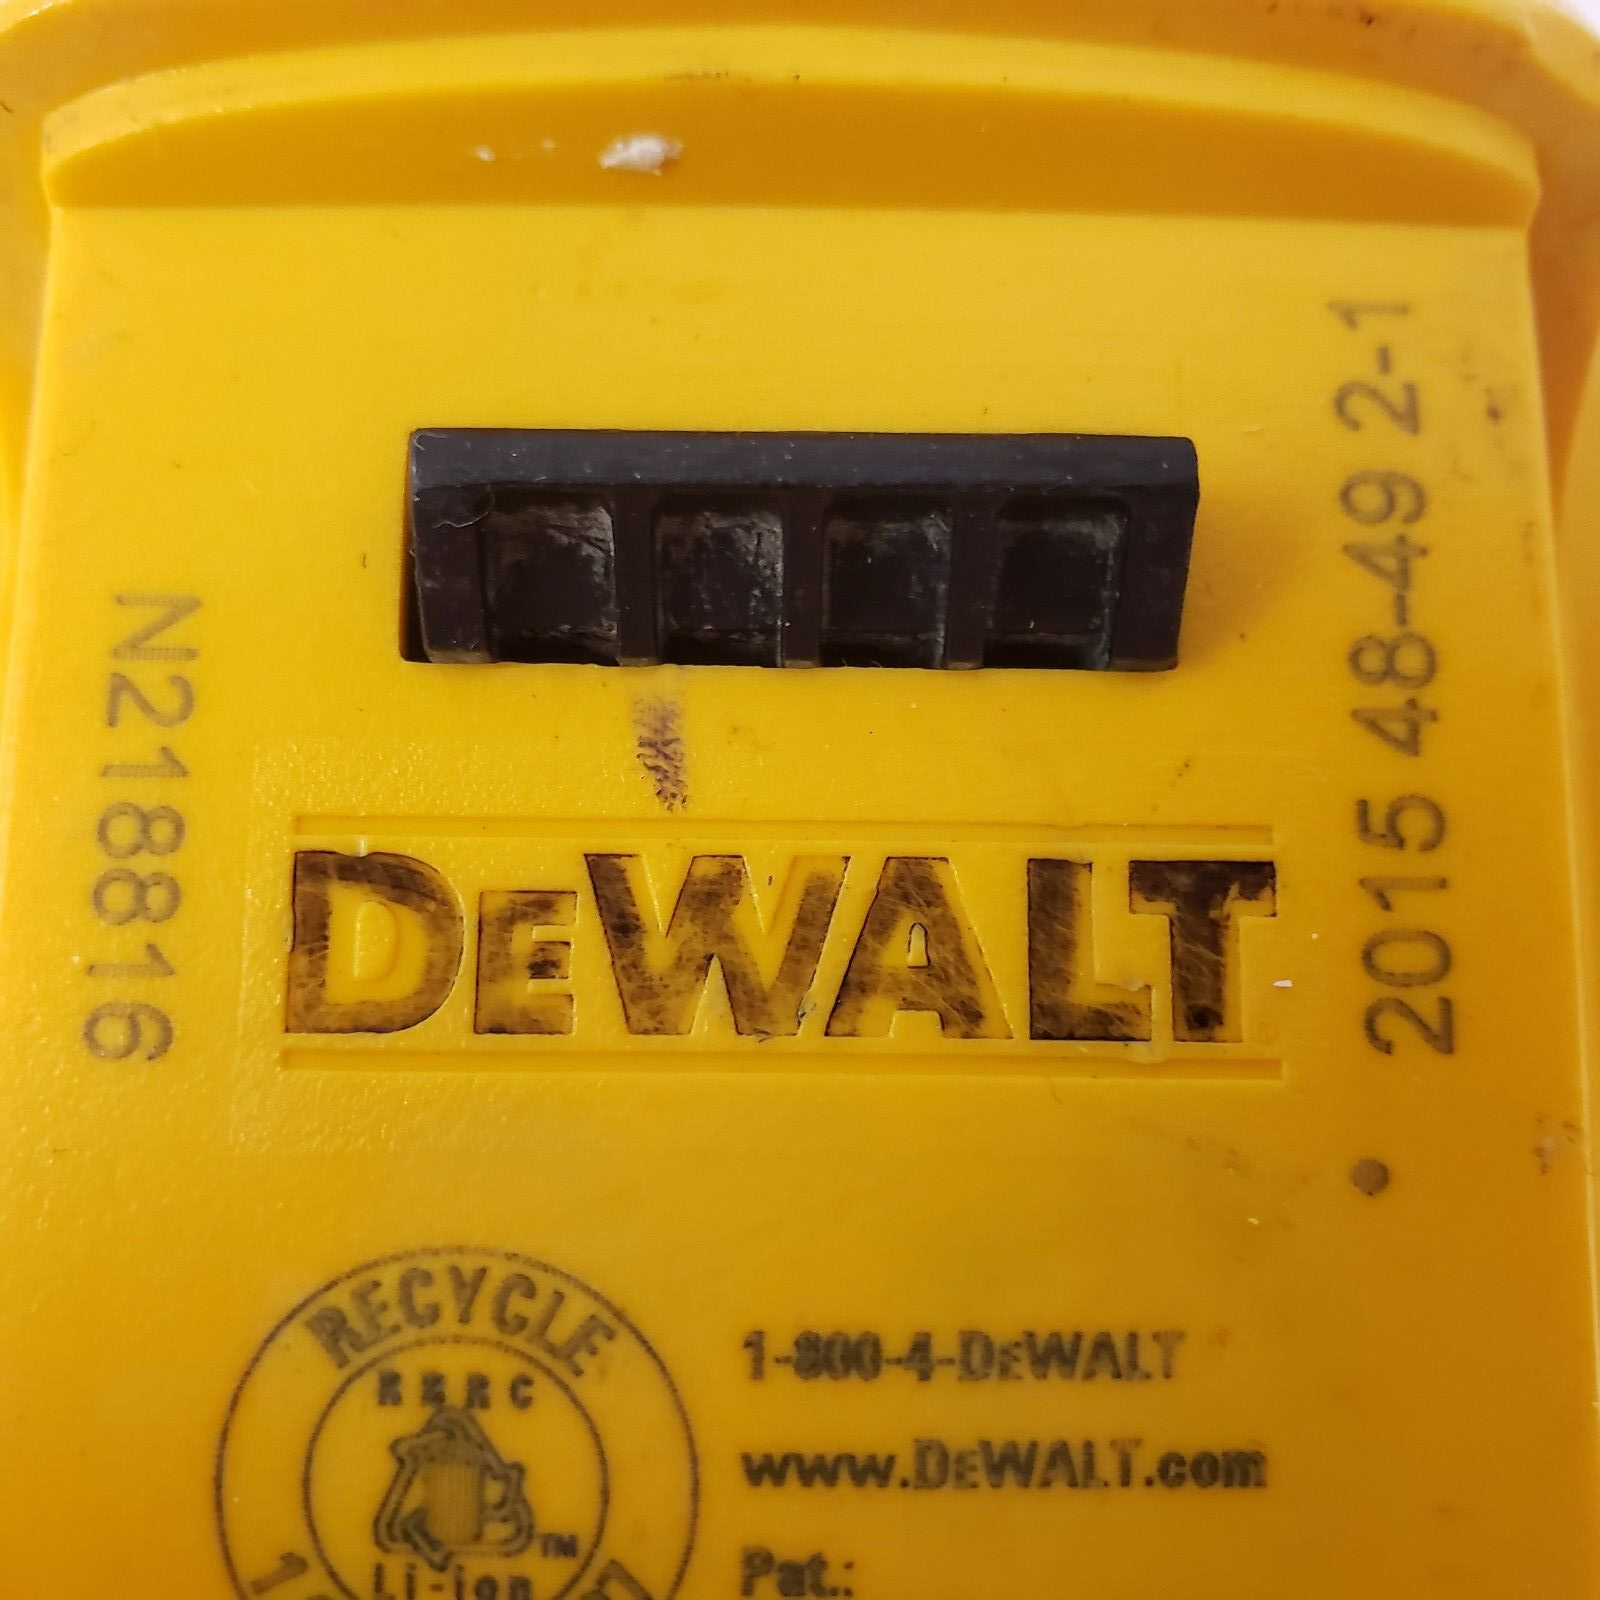 N218816
2015 48-49 2-1
DEWALT
RECYCLE
RBRC
TM
Li-ion
1-800-4-DEWALT
www.DEWALT.com
Pat.: